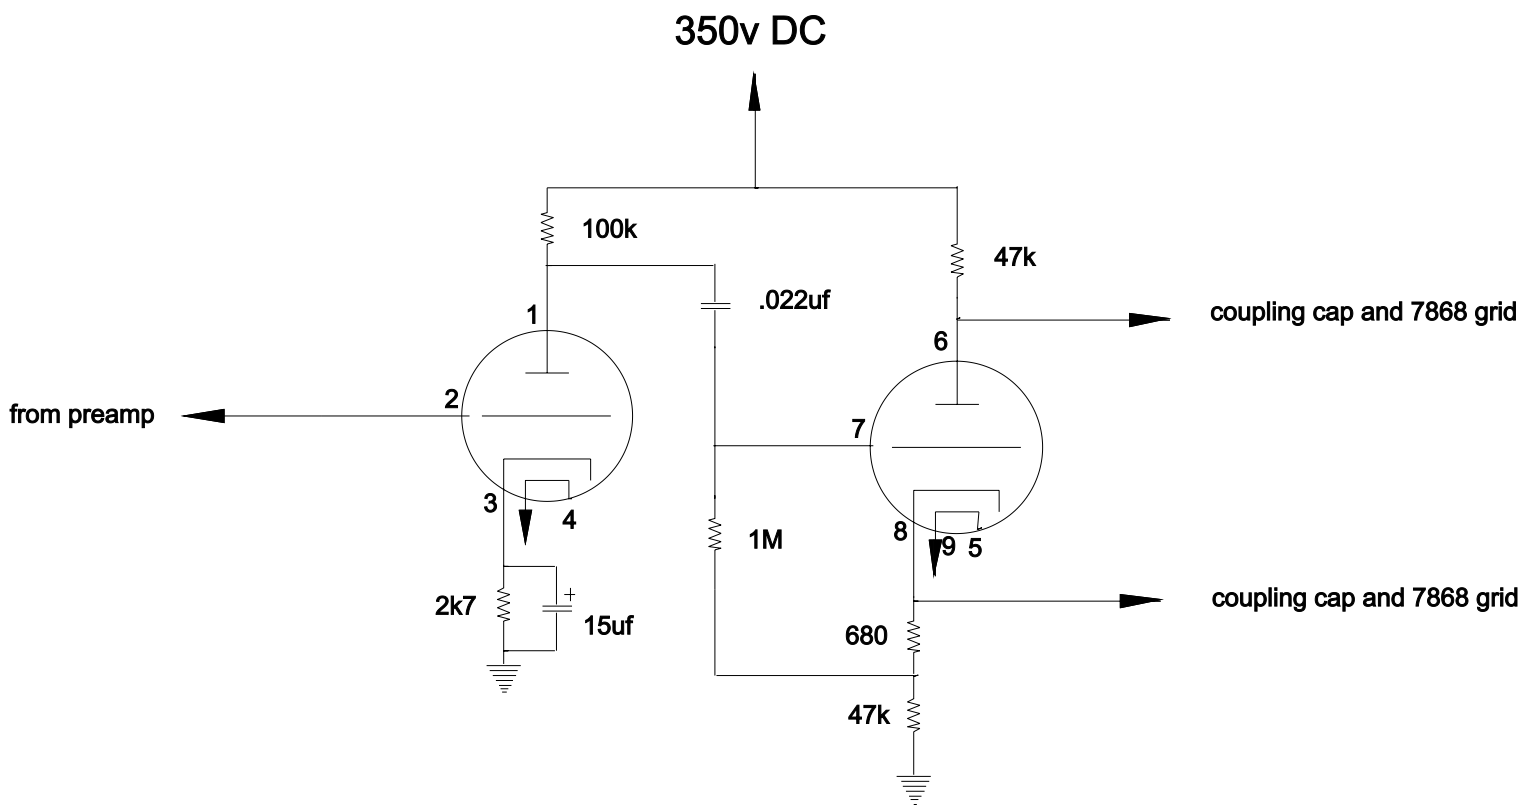 350v DC
100k
47k
.022uf
1
coupling cap and 7868 grid
6
2
from preamp
7
3
4
8
9 5
1M
2k7
15uf
coupling cap and 7868 grid
680
47k